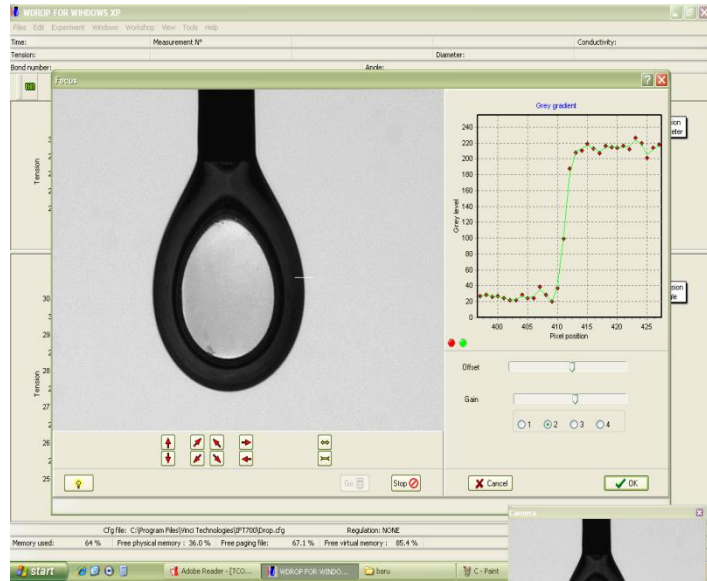 WDROP FOR WINDOWS XP
Files Edit Experiment Windows Workshop View Tools Help
Time: Measurement N° Conductivity:
Tension: Diameter:
Bond number: Angle:
Focus
Grey gradient
240
220
200
180
160
140
120
100
80
60
40
20
0
Grey level
400 405 410 415 420 425
Pixel position
Tension
30
29
28
27
26
25
Tension
Offset
Gain
1 2 3 4
Go Stop
Cancel OK
Camera
Cfg file: C:\Program Files\Vinci Technologies\IFT700\Drop.cfg Regulation: NONE
Memory used: 64 % Free physical memory : 36.0 % Free paging file: 67.1 % Free virtual memory : 85.4 %
start Adobe Reader - [TCO... WDROP FOR WINDO... baru C - Paint